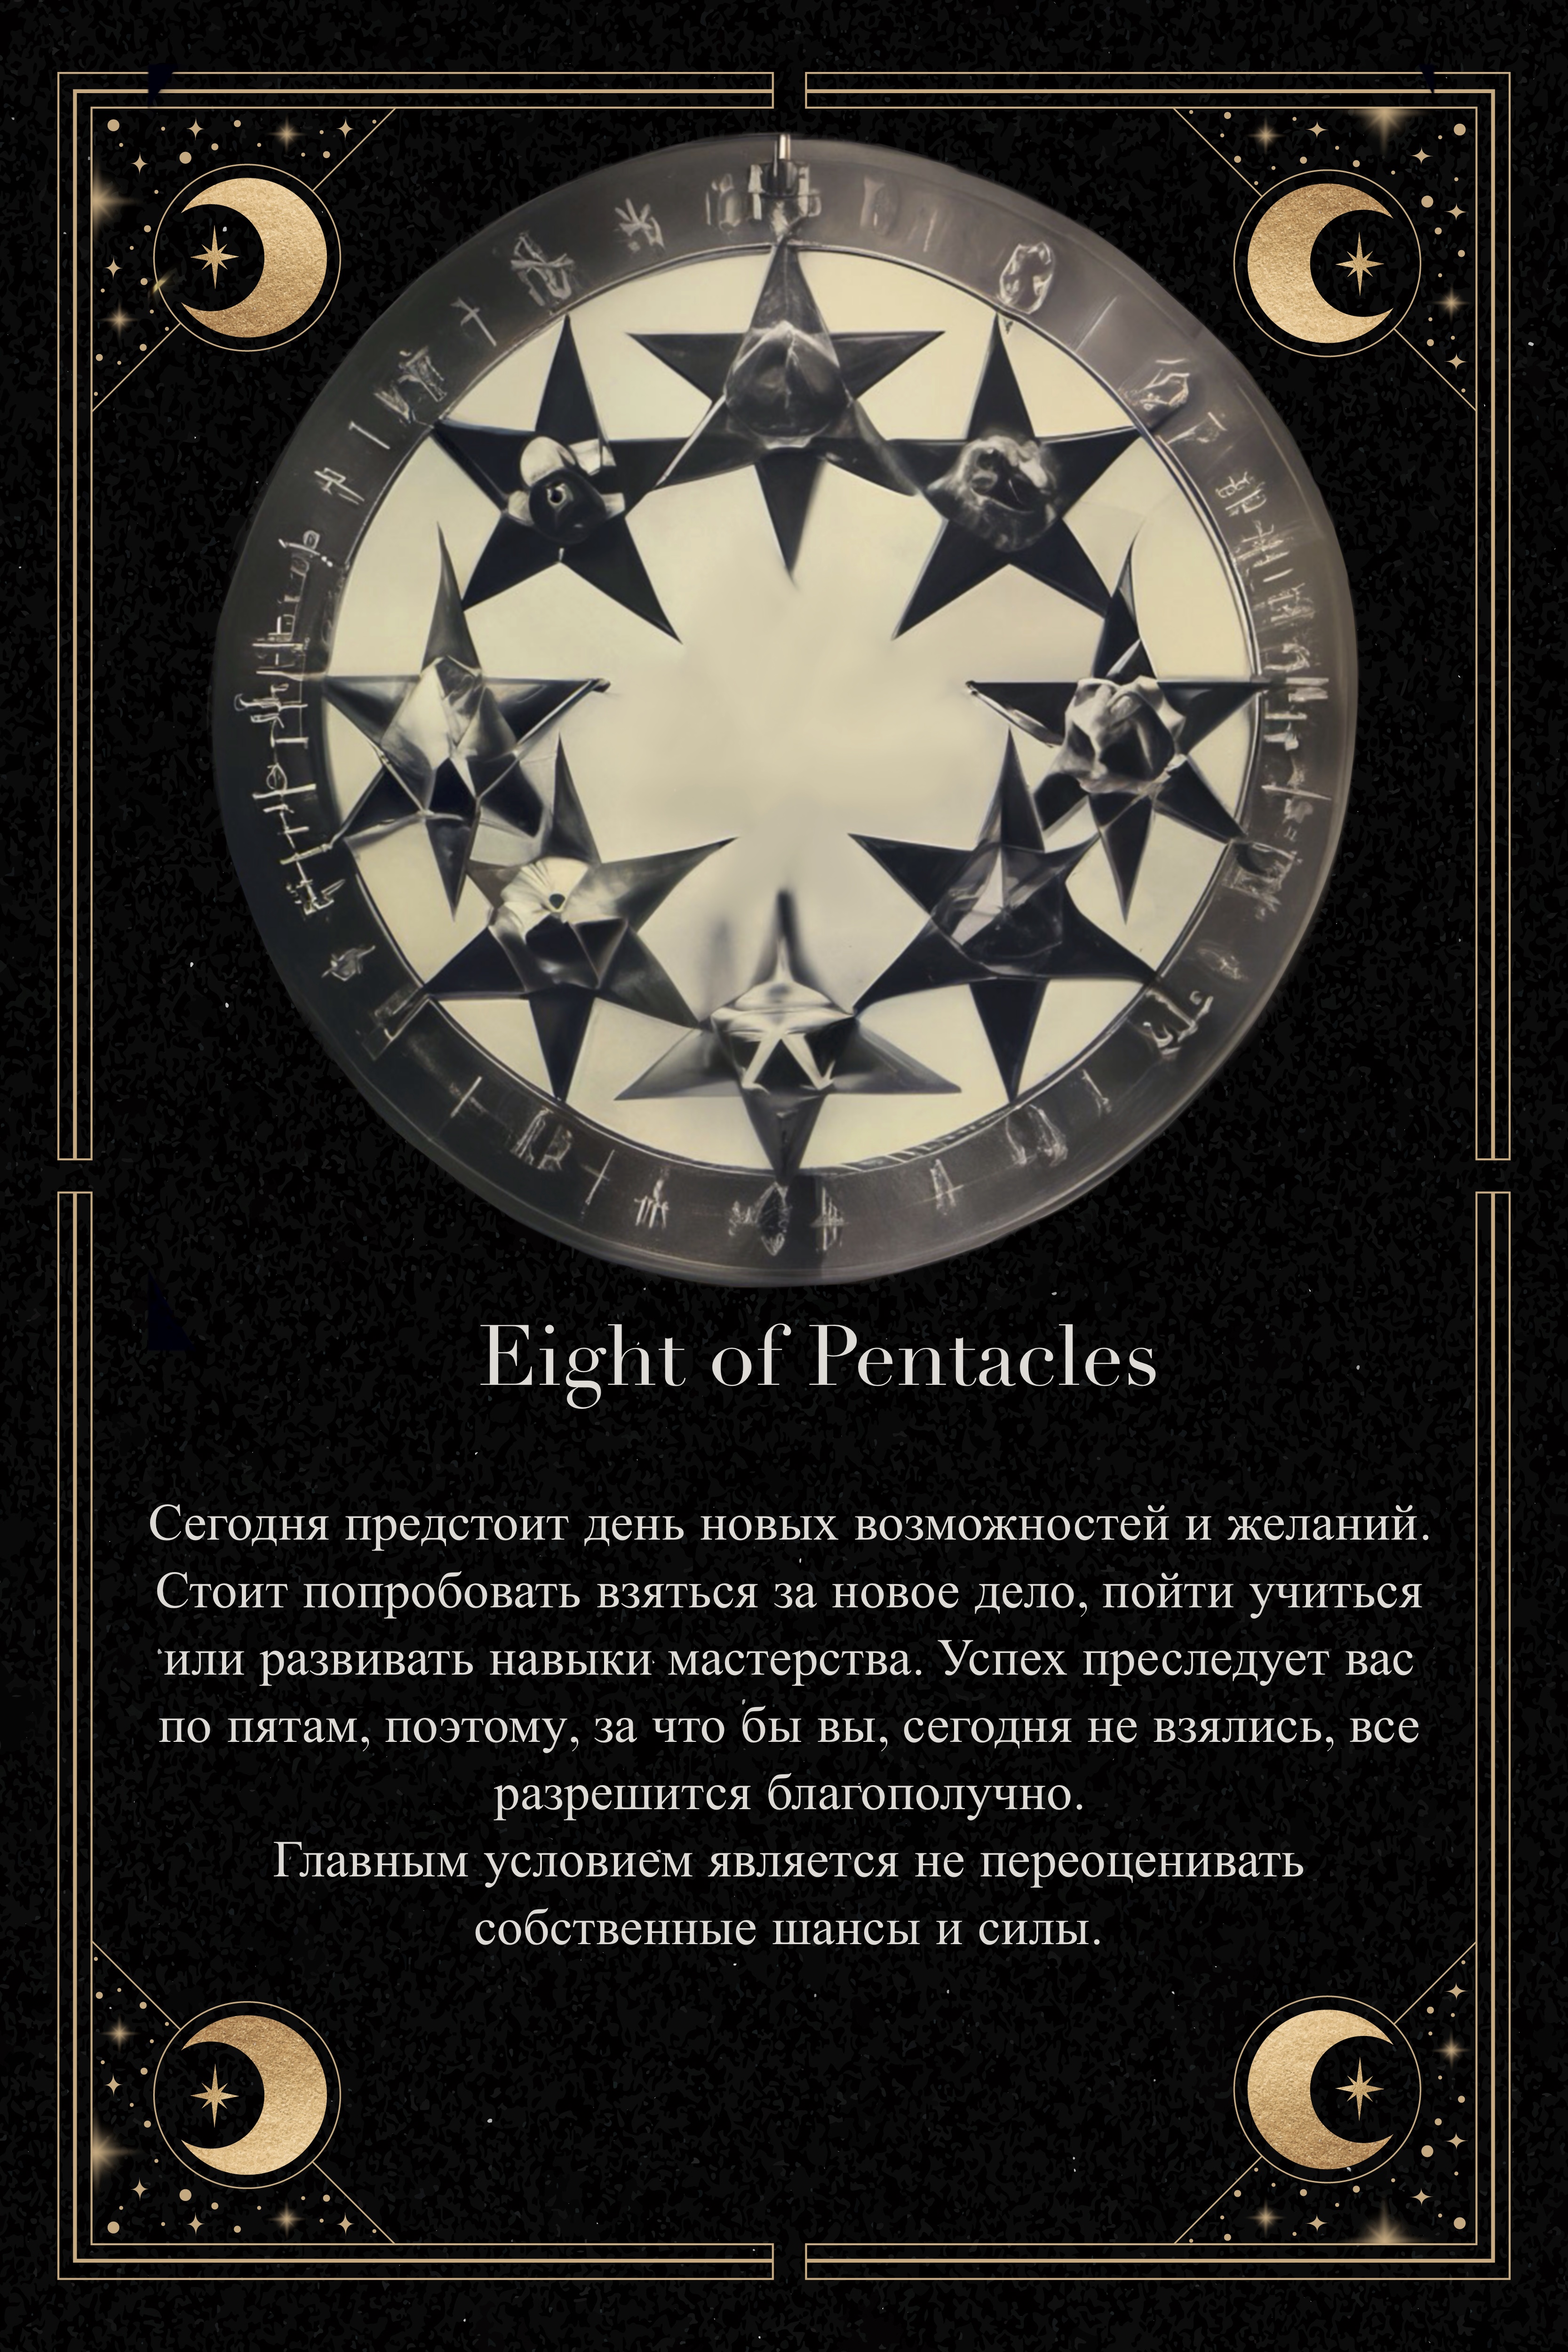 Eight of Pentacles
Сегодня предстоит день новых возможностей и желаний.
Стоит попробовать взяться за новое дело, пойти учиться
или развивать навыки мастерства. Успех преследует вас
по пятам, поэтому, за что бы вы, сегодня не взялись, все
разрешится благополучно.
Главным условием является не переоценивать
собственные шансы и силы.